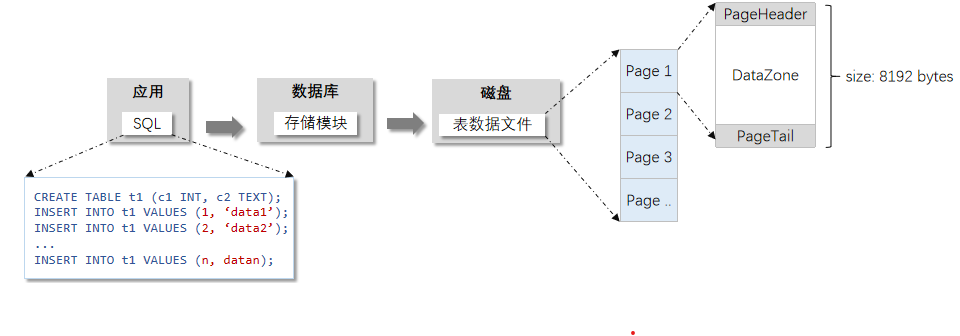 应用
SQL
数据库
存储模块
磁盘
表数据文件
CREATE TABLE t1 (c1 INT, c2 TEXT);
INSERT INTO t1 VALUES (1, ‘data1’);
INSERT INTO t1 VALUES (2, ‘data2’);
...
INSERT INTO t1 VALUES (n, datan);
Page 1
Page 2
Page 3
Page ..
PageHeader
DataZone
PageTail
size: 8192 bytes